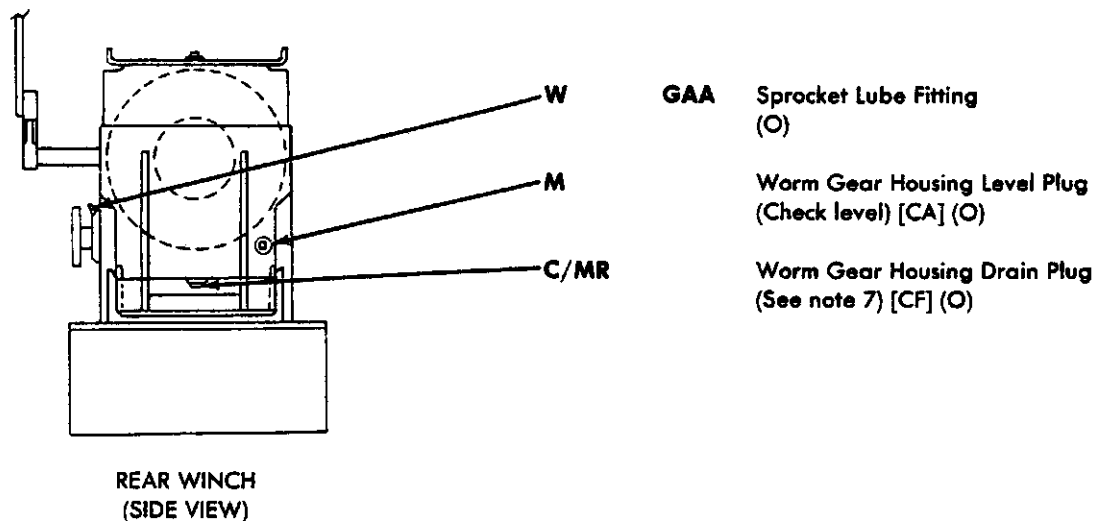 W GAA Sprocket Lube Fitting
(O)
M Worm Gear Housing Level Plug
(Check level) [CA] (O)
C/MR Worm Gear Housing Drain Plug
(See note 7) [CF] (O)
REAR WINCH
(SIDE VIEW)